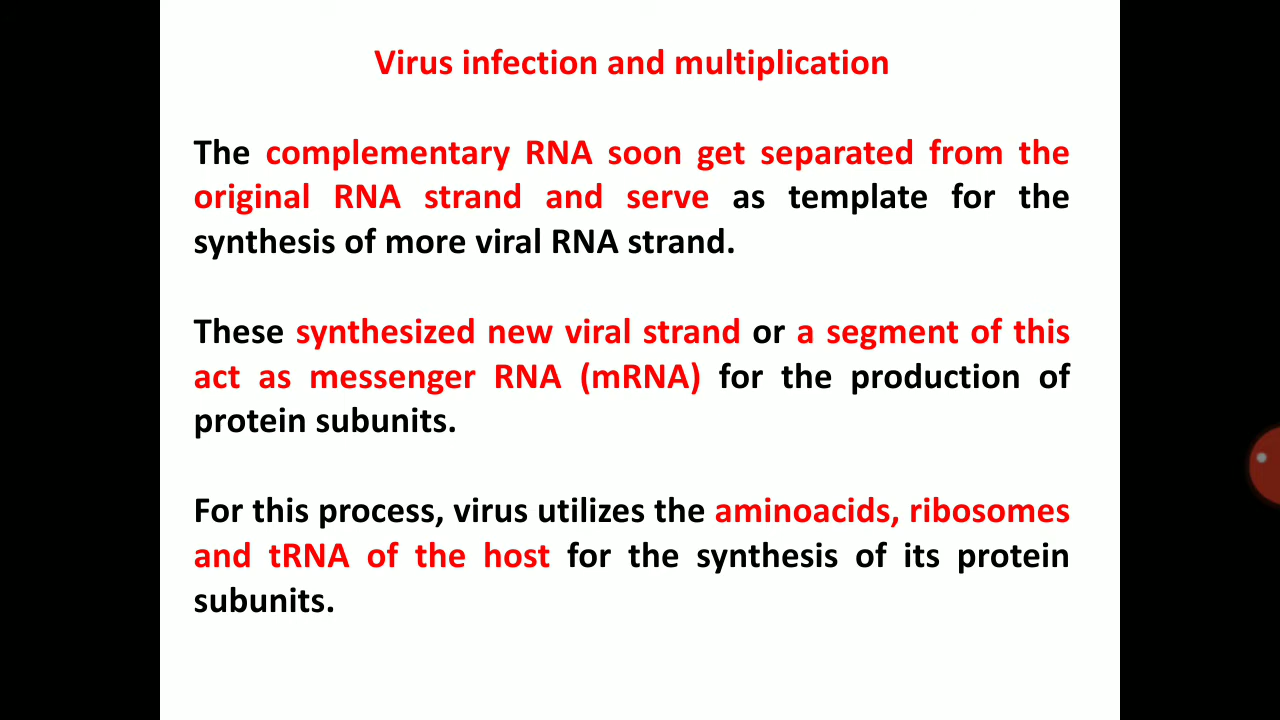 Virus infection and multiplication
The complementary RNA soon get separated from the
original RNA strand and serve as template for the
synthesis of more viral RNA strand.
These synthesized new viral strand or a segment of this
act as messenger RNA (mRNA) for the production of
protein subunits.
For this process, virus utilizes the aminoacids, ribosomes
and tRNA of the host for the synthesis of its protein
subunits.